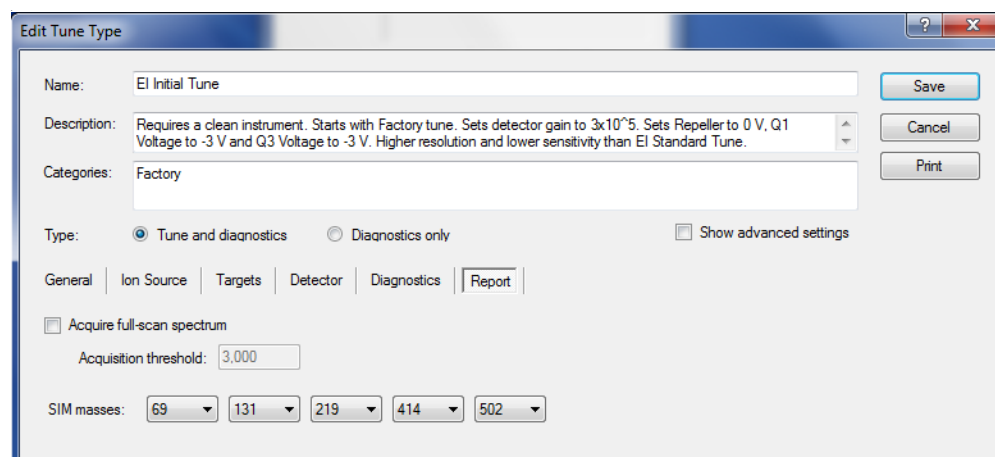 Edit Tune Type
?
X
Name: EI Initial Tune
Save
Description: Requires a clean instrument. Starts with Factory tune. Sets detector gain to 3x10^5. Sets Repeller to 0 V, Q1
Voltage to -3 V and Q3 Voltage to -3 V. Higher resolution and lower sensitivity than EI Standard Tune.
Cancel
Categories: Factory
Print
Type: Tune and diagnostics Diagnostics only Show advanced settings
General Ion Source Targets Detector Diagnostics Report
Acquire full-scan spectrum
Acquisition threshold: 3,000
SIM masses: 69 131 219 414 502